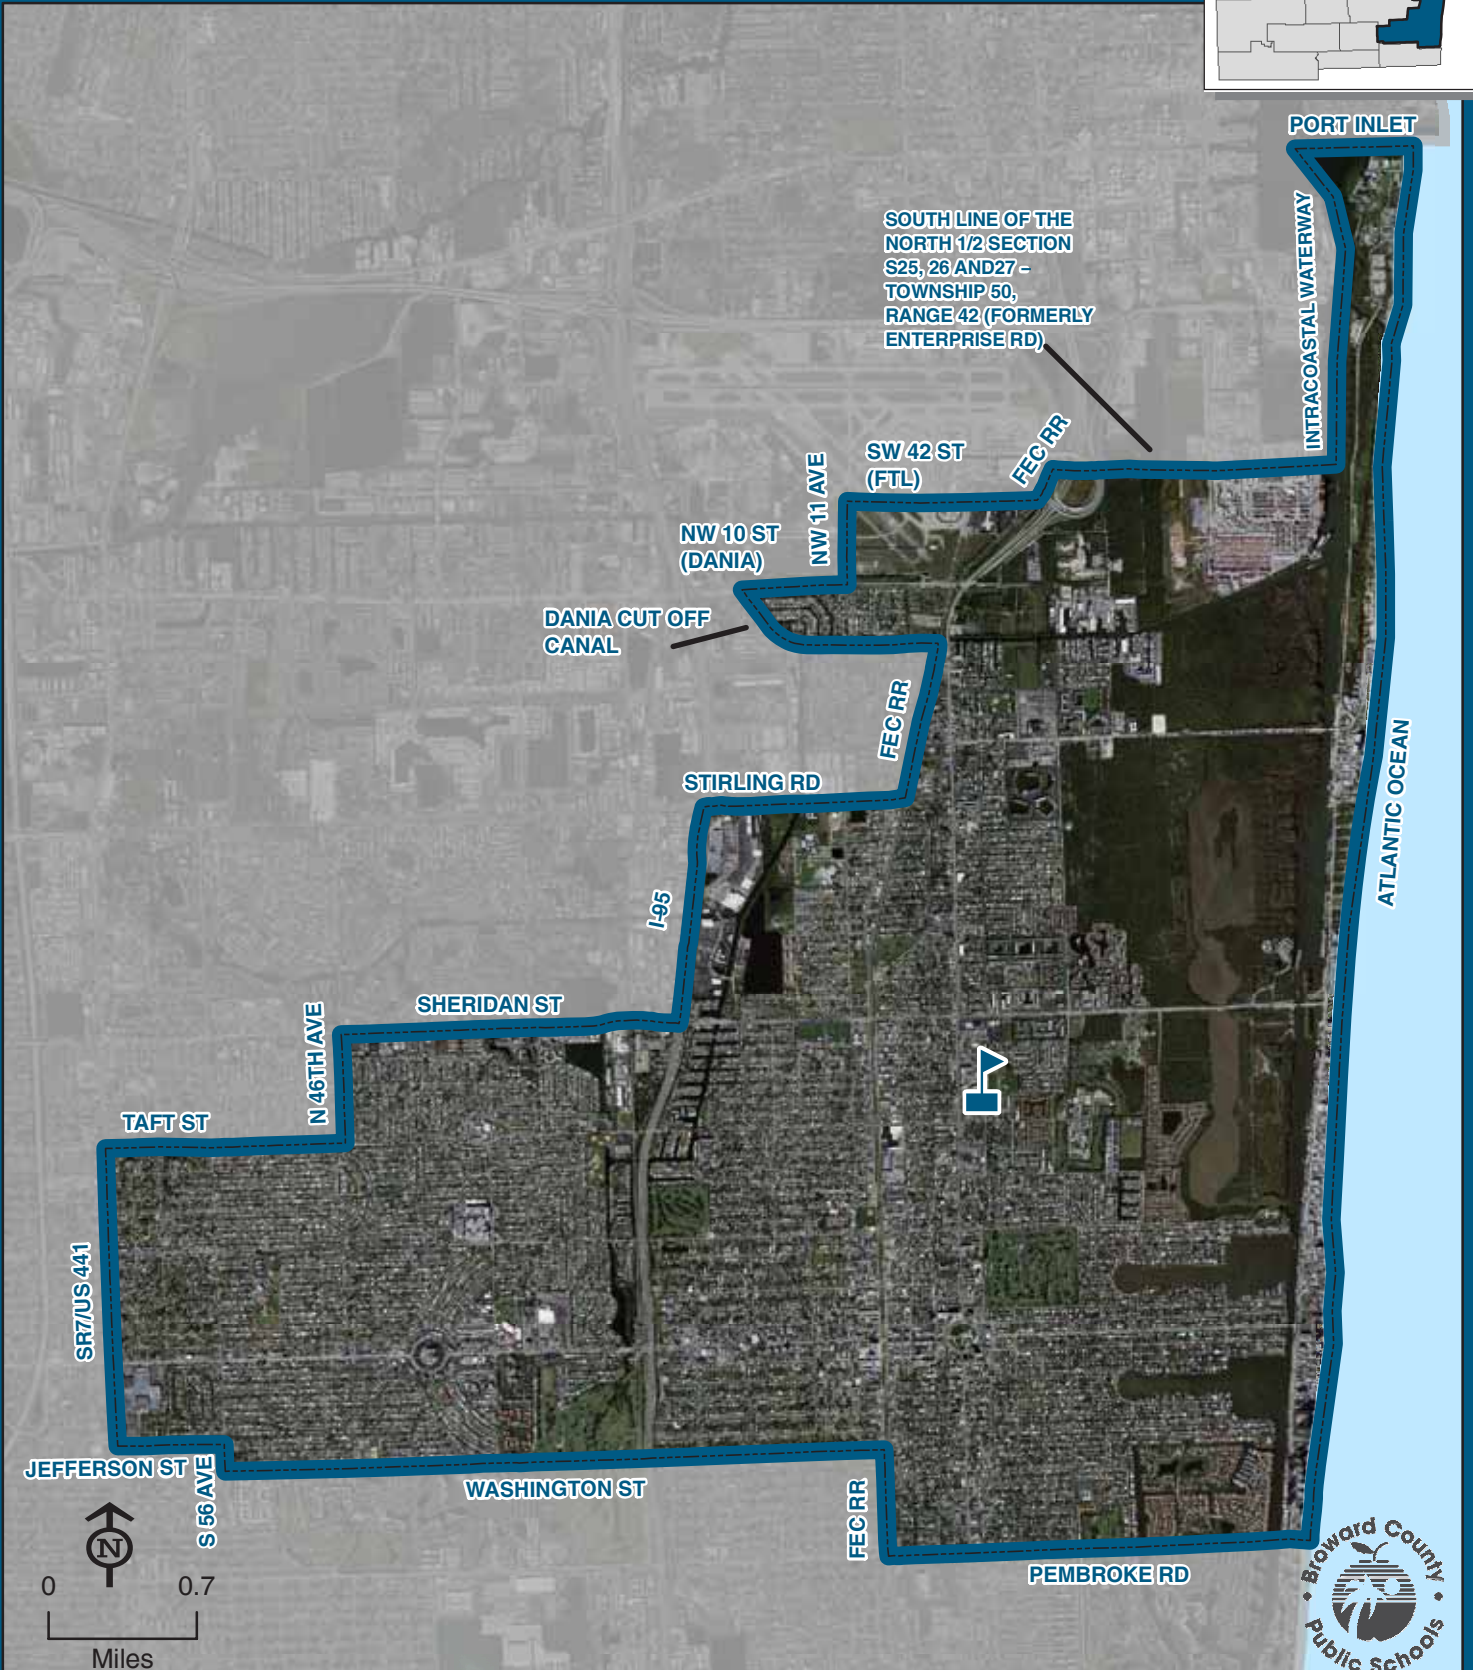 PORT INLET
SOUTH LINE OF THE
NORTH 1/2 SECTION
S25, 26 AND27 –
TOWNSHIP 50,
RANGE 42 (FORMERLY
ENTERPRISE RD)
INTRACOASTAL WATERWAY
FEC RR
SW 42 ST
(FTL)
NW 11 AVE
NW 10 ST
(DANIA)
DANIA CUT OFF
CANAL
FEC RR
ATLANTIC OCEAN
STIRLING RD
I-95
SHERIDAN ST
N 46TH AVE
TAFT ST
SR7/US 441
JEFFERSON ST
S 56 AVE
WASHINGTON ST
FEC RR
PEMBROKE RD
N
0 0.7
Miles
Broward County
Public Schools